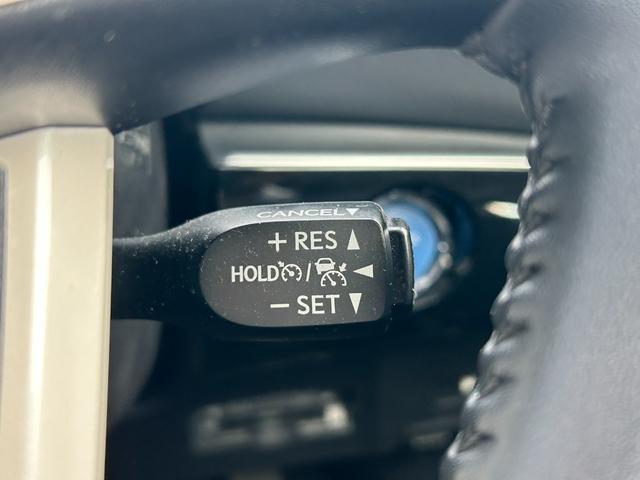 CANCEL▼
+ RES ▲
HOLD / ◀
− SET ▼